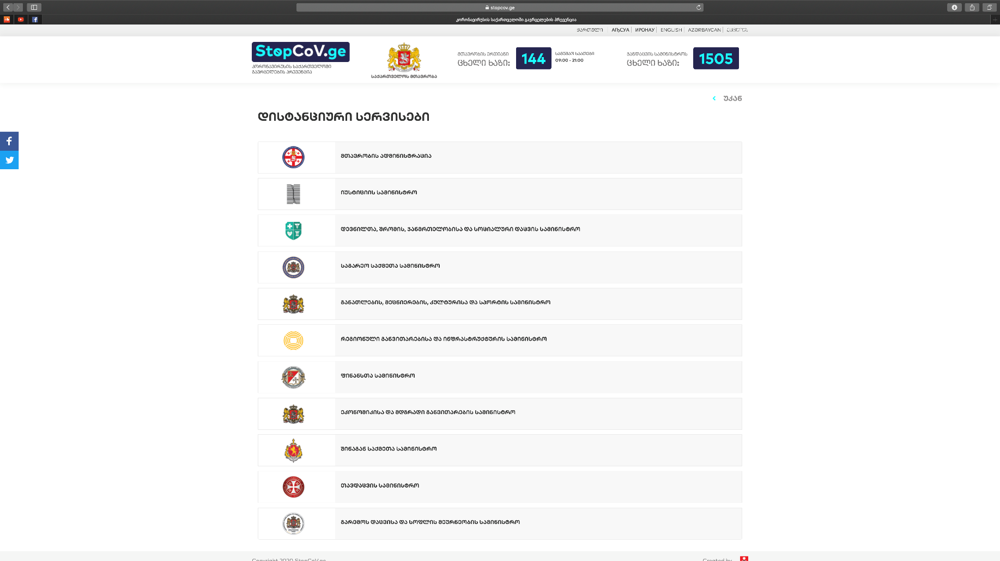 stopcov.ge
კორონავირუსის საქართველოში გავრცელების პრევენცია
ქართული | АҦСУА | ИРОНАУ | ENGLISH | AZƏRBAYCAN | ՀԱՅԵՐԵՆ
StopCoV.ge
კორონავირუსის საქართველოში
გავრცელების პრევენცია
საქართველოს მთავრობა
მთავრობის ერთიანი
ცხელი ხაზი:
144
სამუშაო საათები
09:00 - 21:00
ჯანდაცვის სამინისტროს
ცხელი ხაზი:
1505
უკან
დისტანციური სერვისები
მთავრობის ადმინისტრაცია
იუსტიციის სამინისტრო
დევნილთა, შრომის, ჯანმრთელობისა და სოციალური დაცვის სამინისტრო
საგარეო საქმეთა სამინისტრო
განათლების, მეცნიერების, კულტურისა და სპორტის სამინისტრო
რეგიონული განვითარებისა და ინფრასტრუქტურის სამინისტრო
ფინანსთა სამინისტრო
ეკონომიკისა და მდგრადი განვითარების სამინისტრო
შინაგან საქმეთა სამინისტრო
თავდაცვის სამინისტრო
გარემოს დაცვისა და სოფლის მეურნეობის სამინისტრო
Copyright 2020 StopCoV.ge
Created by